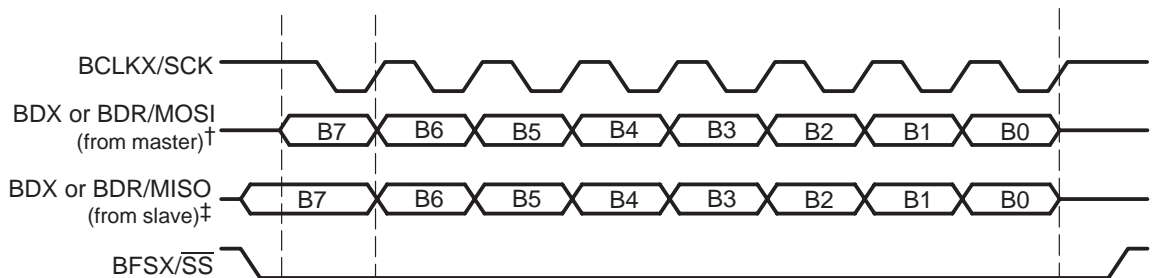 BCLKX/SCK
BDX or BDR/MOSI
(from master)†
B7 B6 B5 B4 B3 B2 B1 B0
BDX or BDR/MISO
(from slave)‡
B7 B6 B5 B4 B3 B2 B1 B0
BFSX/S̅S̅